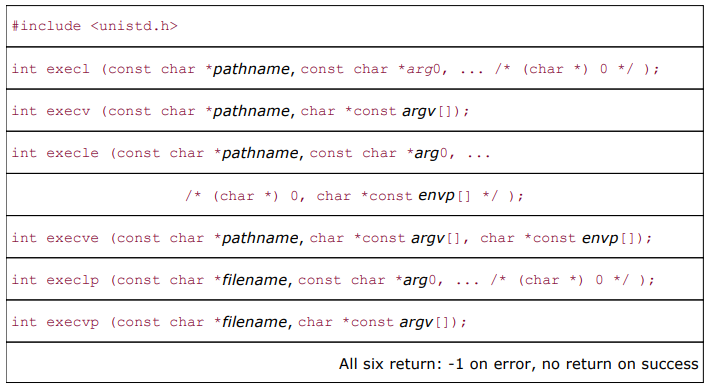 #include <unistd.h>
int execl (const char *pathname, const char *arg0, ... /* (char *) 0 */ );
int execv (const char *pathname, char *const argv[]);
int execle (const char *pathname, const char *arg0, ...
/* (char *) 0, char *const envp[] */ );
int execve (const char *pathname, char *const argv[], char *const envp[]);
int execlp (const char *filename, const char *arg0, ... /* (char *) 0 */ );
int execvp (const char *filename, char *const argv[]);
All six return: -1 on error, no return on success